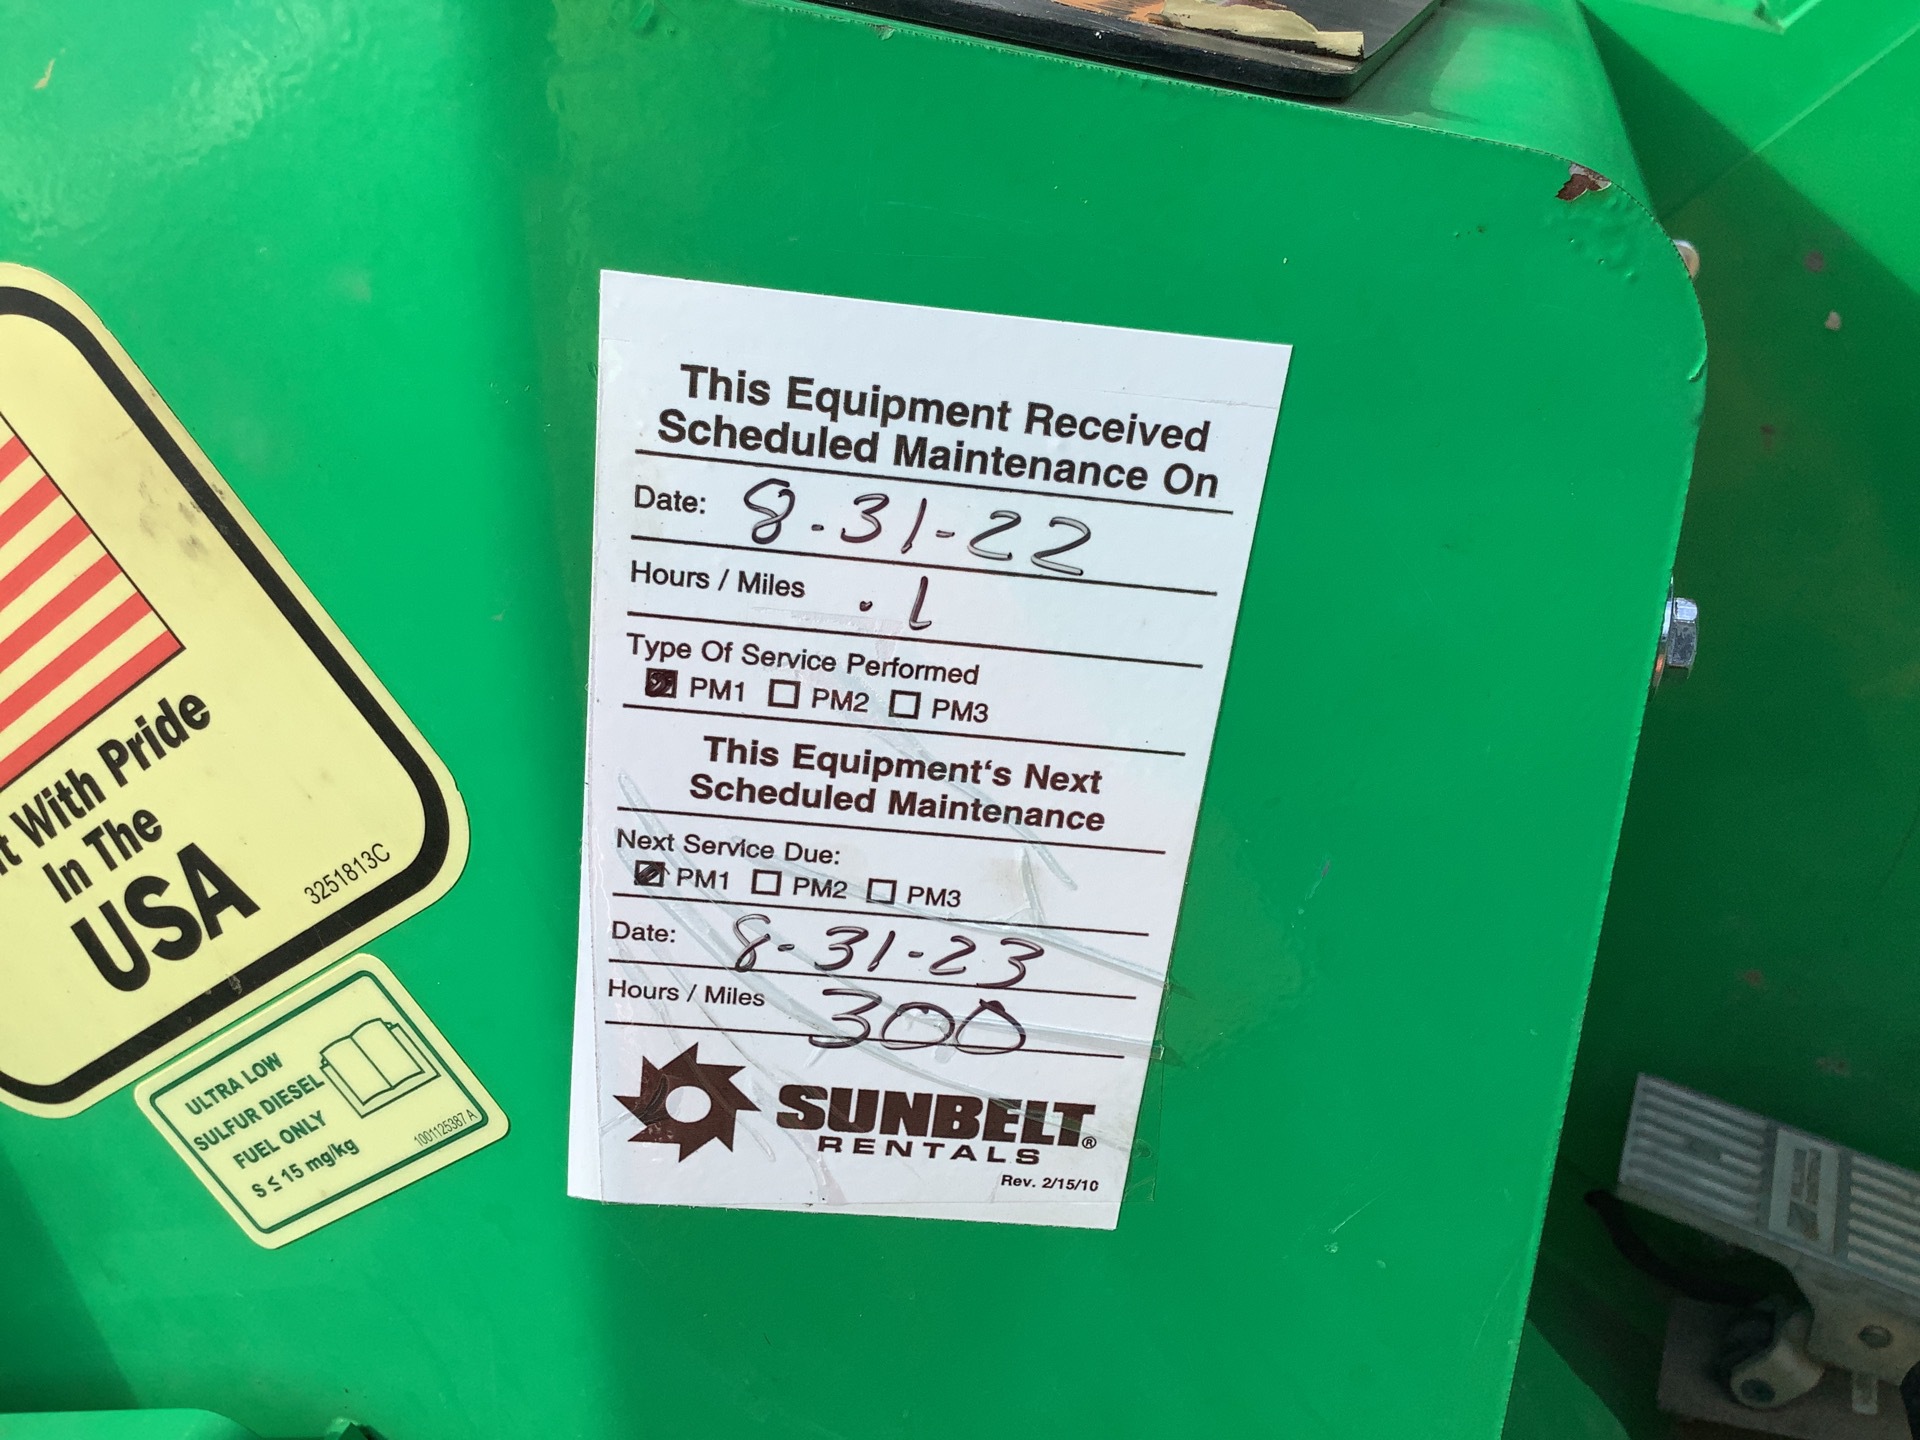 This Equipment Received
Scheduled Maintenance On
Date: 8-31-22
Hours / Miles .1
Type Of Service Performed
PM1 PM2 PM3
This Equipment‘s Next
Scheduled Maintenance
Next Service Due:
PM1 PM2 PM3
Date: 8-31-23
Hours / Miles 300
SUNBELT®
RENTALS
Rev. 2/15/10
With Pride
In The
USA
3251813C
ULTRA LOW
SULFUR DIESEL
FUEL ONLY
S ≤ 15 mg/kg
1001125387 A